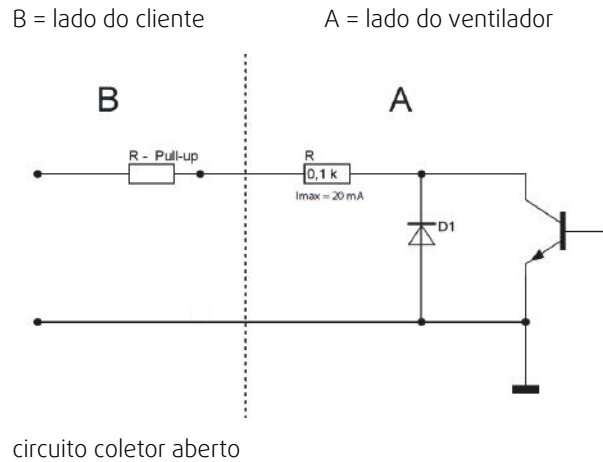 B = lado do cliente
A = lado do ventilador
B
A
R - Pull-up
R
0,1 k
Imax = 20 mA
D1
circuito coletor aberto